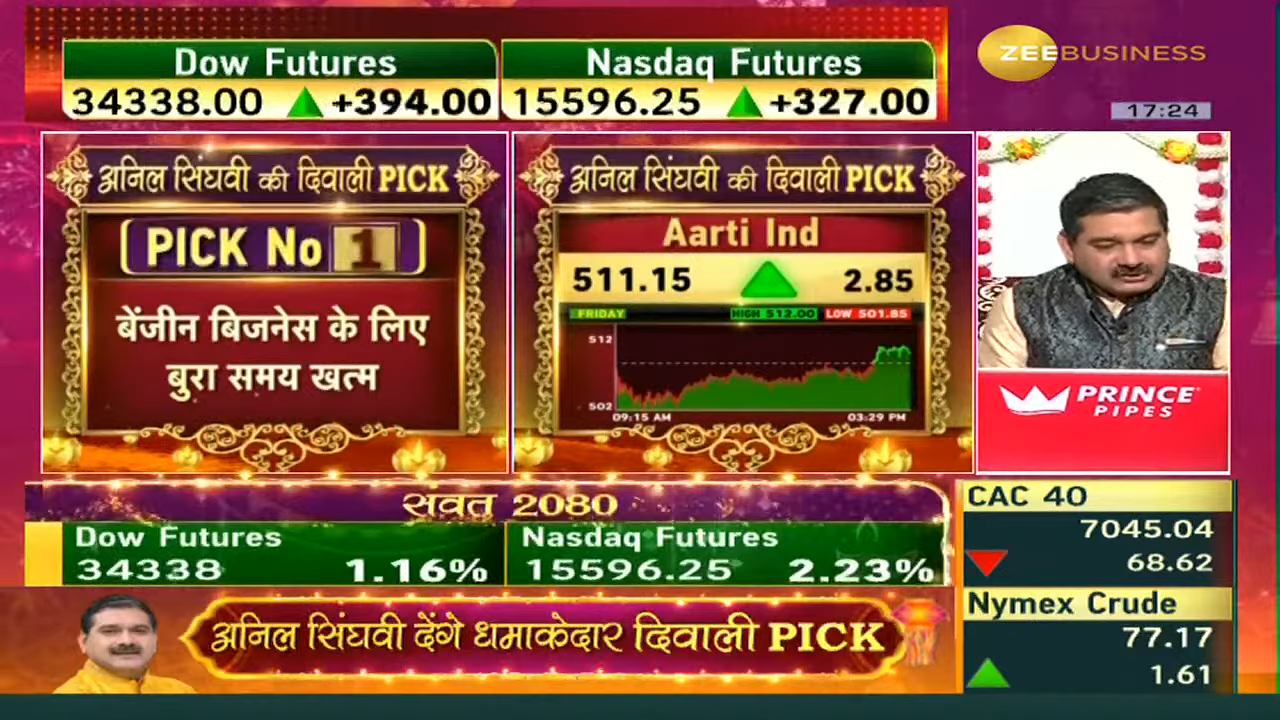 Dow Futures
34338.00 +394.00
Nasdaq Futures
15596.25 +327.00
ZEEBUSINESS
17:24
अनिल सिंघवी की दिवाली PICK
PICK No 1
बेंजीन बिजनेस के लिए
बुरा समय खत्म
अनिल सिंघवी की दिवाली PICK
Aarti Ind
511.15 2.85
FRIDAY HIGH 512.00 LOW 501.85
512
502
09:15 AM 03:29 PM
PRINCE
PIPES
संवत 2080
Dow Futures
34338 1.16%
Nasdaq Futures
15596.25 2.23%
CAC 40
7045.04
68.62
Nymex Crude
77.17
1.61
अनिल सिंघवी देंगे धमाकेदार दिवाली PICK